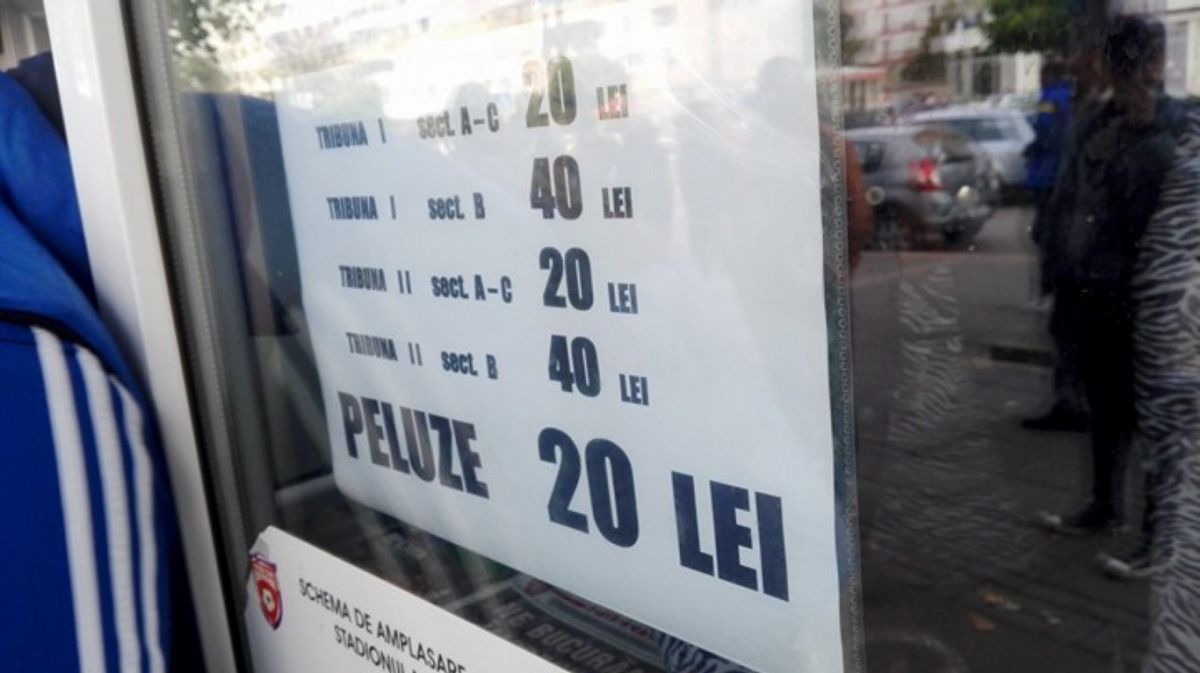 TRIBUNA I sect. A-C 20 LEI
TRIBUNA I sect. B 40 LEI
TRIBUNA II sect. A-C 20 LEI
TRIBUNA II sect. B 40 LEI
PELUZE 20 LEI
SCHEMA DE AMPLASARE
STADIONUL